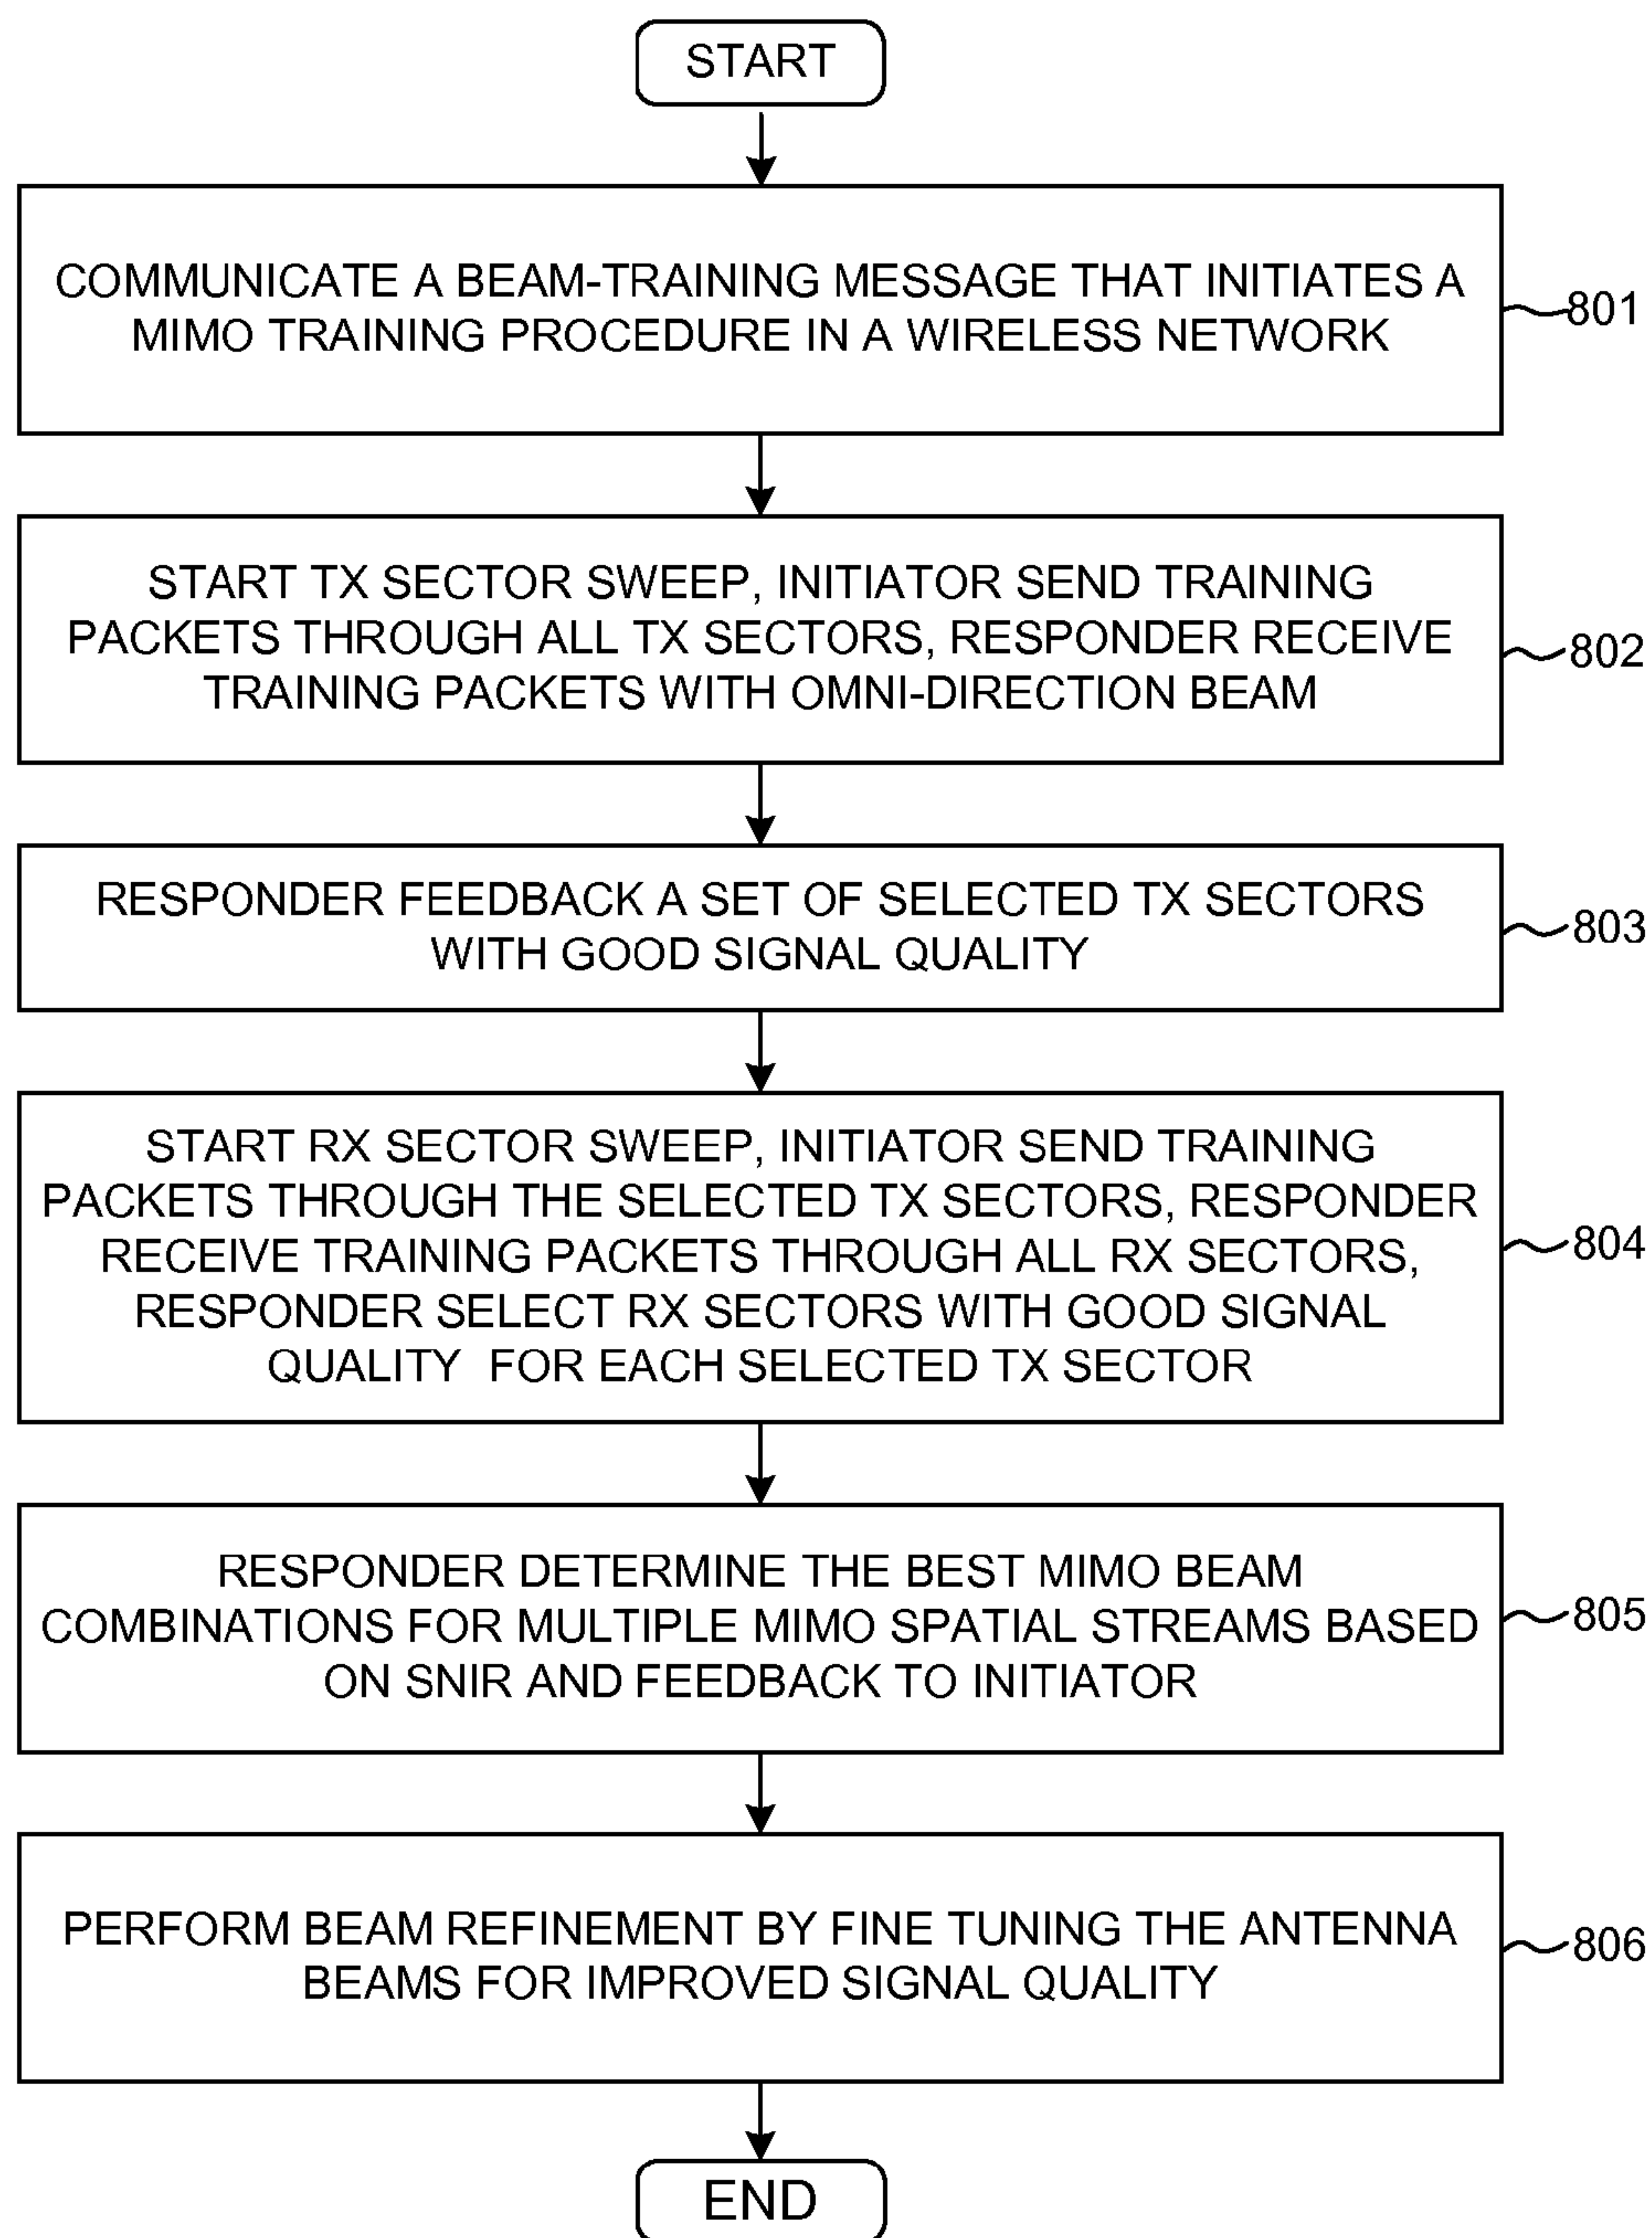 START
COMMUNICATE A BEAM-TRAINING MESSAGE THAT INITIATES A
MIMO TRAINING PROCEDURE IN A WIRELESS NETWORK
801
START TX SECTOR SWEEP, INITIATOR SEND TRAINING
PACKETS THROUGH ALL TX SECTORS, RESPONDER RECEIVE
TRAINING PACKETS WITH OMNI-DIRECTION BEAM
802
RESPONDER FEEDBACK A SET OF SELECTED TX SECTORS
WITH GOOD SIGNAL QUALITY
803
START RX SECTOR SWEEP, INITIATOR SEND TRAINING
PACKETS THROUGH THE SELECTED TX SECTORS, RESPONDER
RECEIVE TRAINING PACKETS THROUGH ALL RX SECTORS,
RESPONDER SELECT RX SECTORS WITH GOOD SIGNAL
QUALITY FOR EACH SELECTED TX SECTOR
804
RESPONDER DETERMINE THE BEST MIMO BEAM
COMBINATIONS FOR MULTIPLE MIMO SPATIAL STREAMS BASED
ON SNIR AND FEEDBACK TO INITIATOR
805
PERFORM BEAM REFINEMENT BY FINE TUNING THE ANTENNA
BEAMS FOR IMPROVED SIGNAL QUALITY
806
END